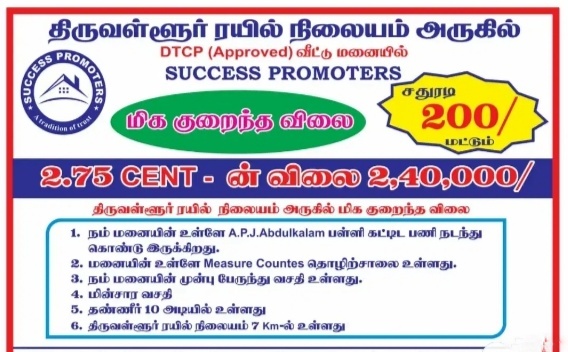 திருவள்ளூர் ரயில் நிலையம் அருகில்
DTCP (Approved) வீட்டு மனையில்
SUCCESS PROMOTERS
SUCCESS PROMOTERS
A tradition of trust
மிக குறைந்த விலை
சதுரடி
200/
மட்டும்
2.75 CENT - ன் விலை 2,40,000/
திருவள்ளூர் ரயில் நிலையம் அருகில் மிக குறைந்த விலை
1. நம் மனையின் உள்ளே A.P.J.Abdulkalam பள்ளி கட்டிட பணி நடந்து
கொண்டு இருக்கிறது.
2. மனையின் உள்ளே Measure Countes தொழிற்சாலை உள்ளது.
3. நம் மனையின் முன்பு பேருந்து வசதி உள்ளது.
4. மின்சார வசதி
5. தண்ணீர் 10 அடியில் உள்ளது
6. திருவள்ளூர் ரயில் நிலையம் 7 Km-ல் உள்ளது